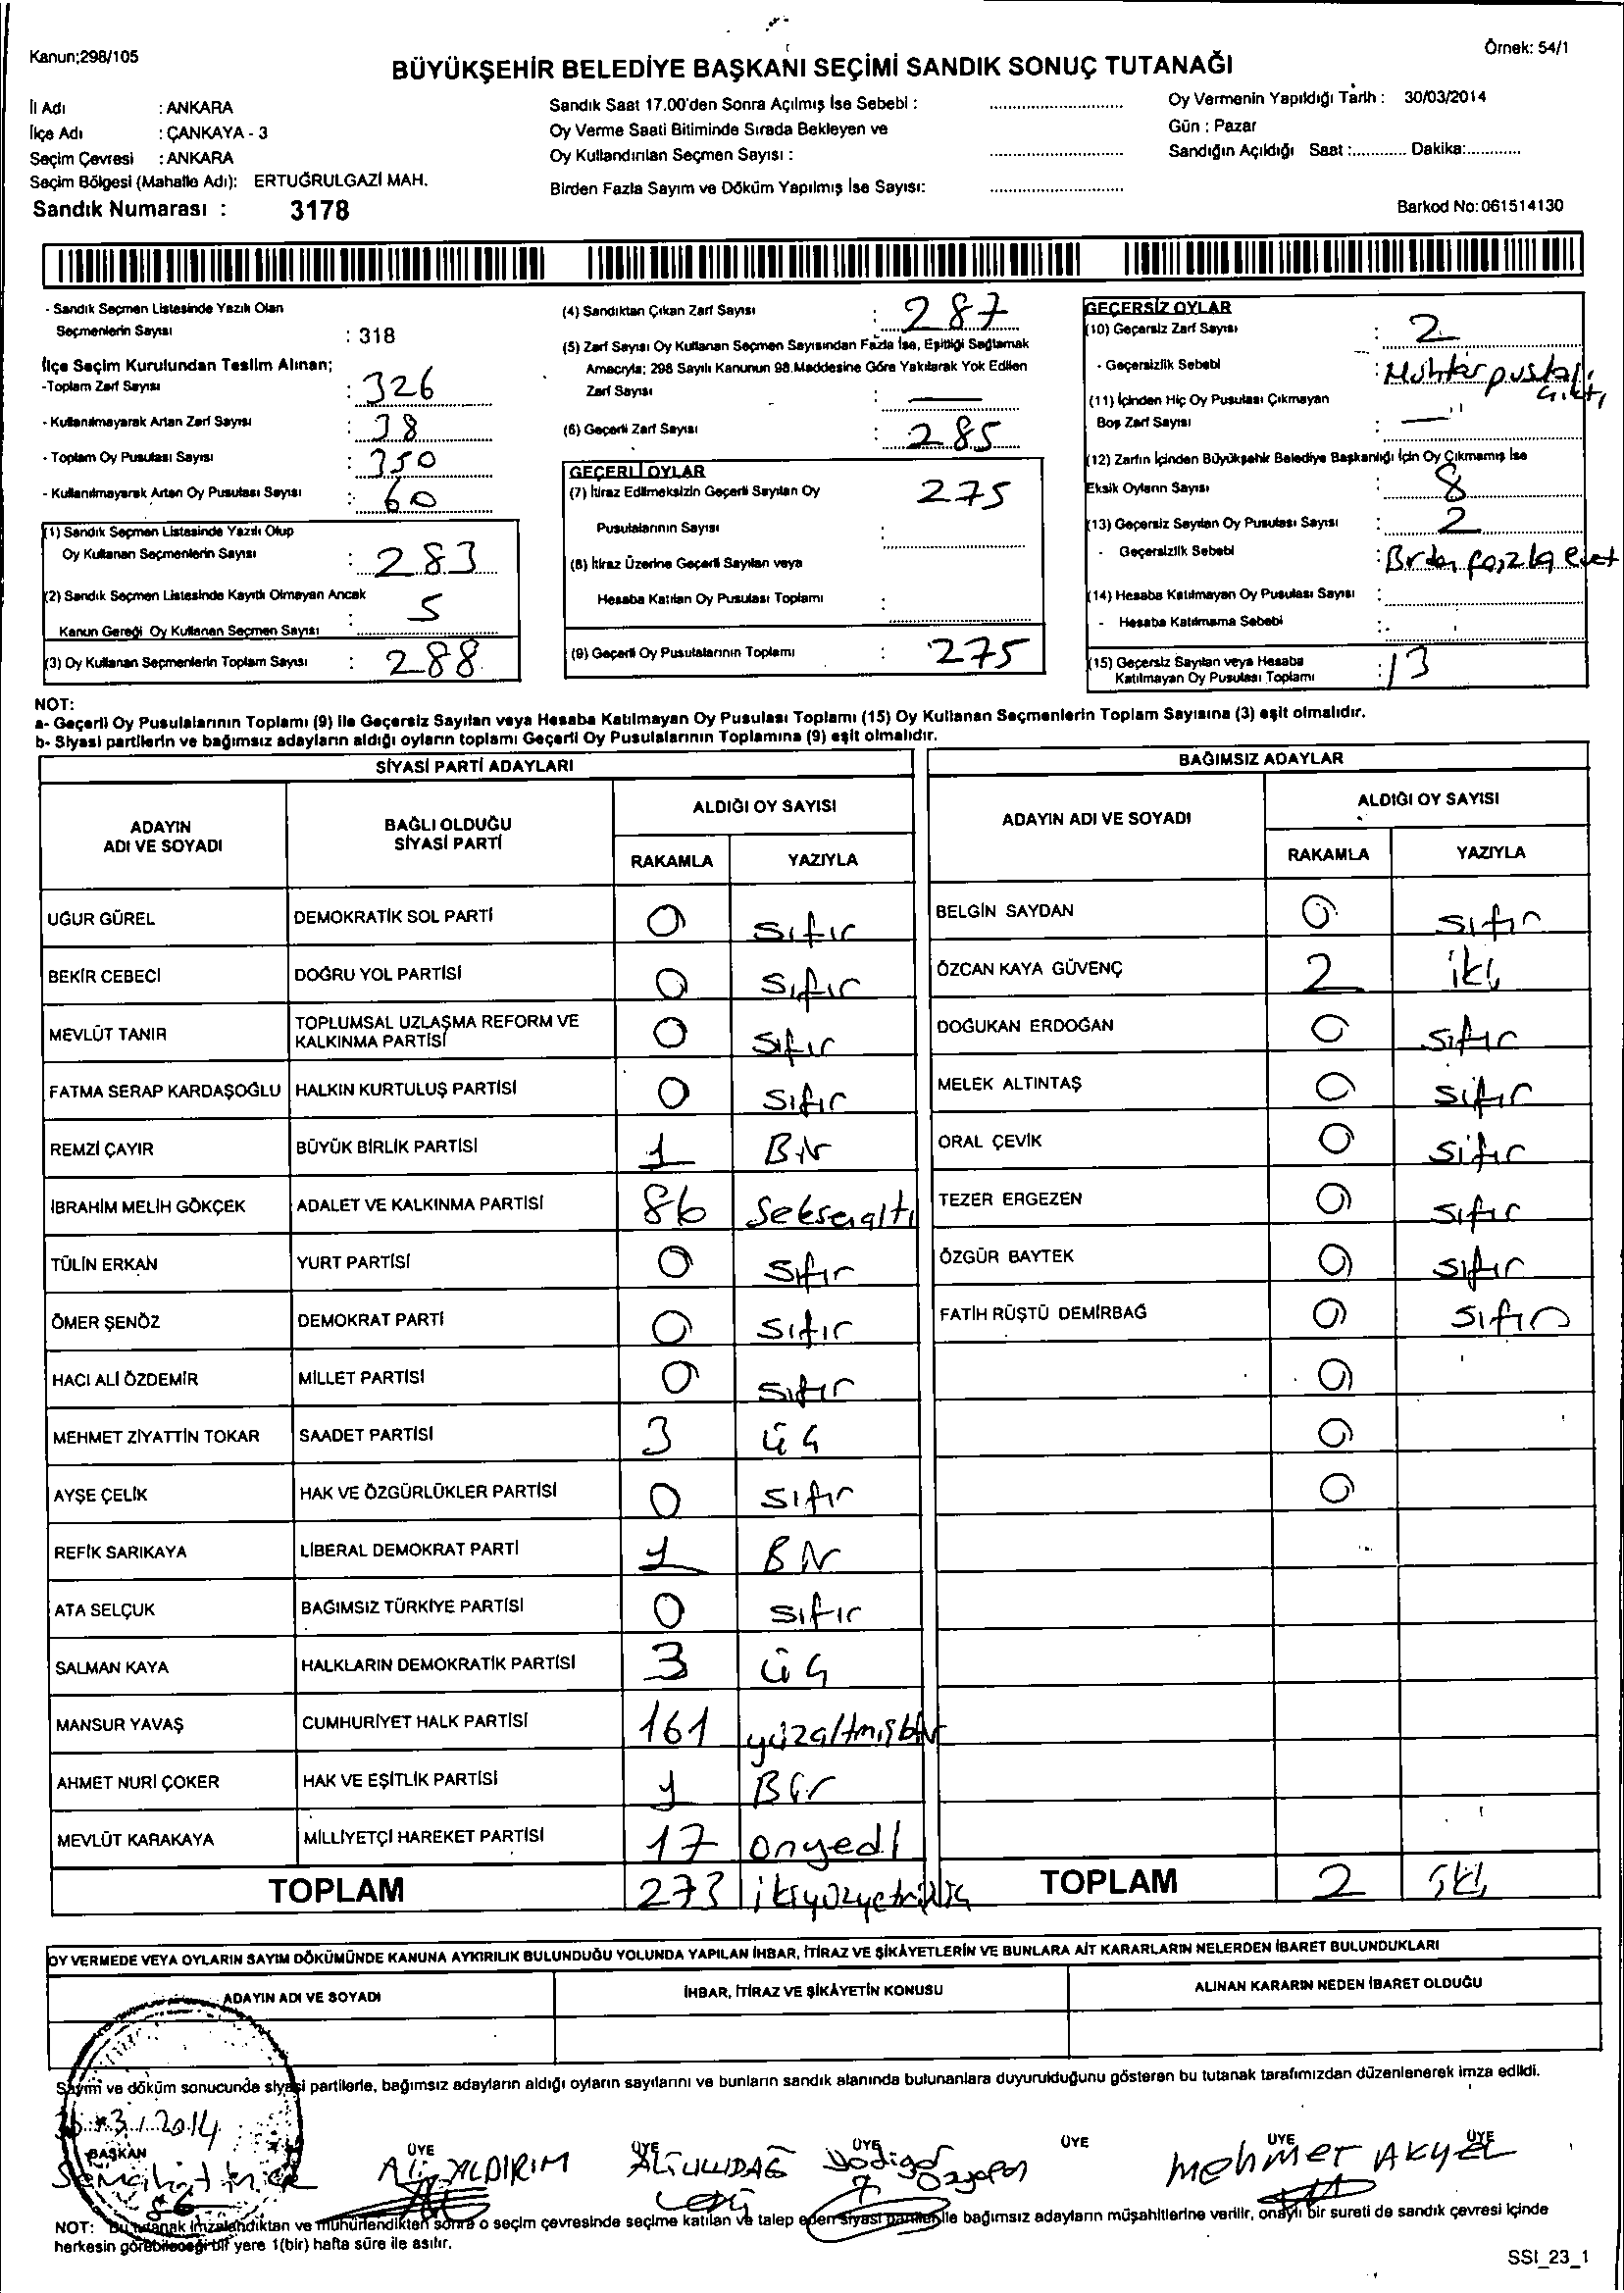 Kanun;298/105
Örnek: 54/1
BÜYÜKŞEHİR BELEDİYE BAŞKANI SEÇİMİ SANDIK SONUÇ TUTANAĞI
İl Adı : ANKARA
İlçe Adı : ÇANKAYA - 3
Seçim Çevresi : ANKARA
Seçim Bölgesi (Mahalle Adı): ERTUĞRULGAZİ MAH.
Sandık Numarası : 3178
Sandık Saat 17.00'den Sonra Açılmış İse Sebebi : ............................
Oy Verme Saati Bitiminde Sırada Bekleyen ve
Oy Kullandırılan Seçmen Sayısı : ............................
Birden Fazla Sayım ve Döküm Yapılmış İse Sayısı: ............................
Oy Vermenin Yapıldığı Tarih : 30/03/2014
Gün : Pazar
Sandığın Açıldığı Saat :............ Dakika:............
Barkod No:061514130
- Sandık Seçmen Listesinde Yazılı Olan
Seçmenlerin Sayısı : 318
İlçe Seçim Kurulundan Teslim Alınan;
-Toplam Zarf Sayısı : 326
- Kullanılmayarak Artan Zarf Sayısı : 38
- Toplam Oy Pusulası Sayısı : 350
- Kullanılmayarak Artan Oy Pusulası Sayısı : 60
(1) Sandık Seçmen Listesinde Yazılı Olup
Oy Kullanan Seçmenlerin Sayısı : 283
(2) Sandık Seçmen Listesinde Kayıtlı Olmayan Ancak
Kanun Gereği Oy Kullanan Seçmen Sayısı : 5
(3) Oy Kullanan Seçmenlerin Toplam Sayısı : 288
(4) Sandıktan Çıkan Zarf Sayısı : 287
(5) Zarf Sayısı Oy Kullanan Seçmen Sayısından Fazla İse, Eşitliği Sağlamak
Amacıyla; 298 Sayılı Kanunun 98.Maddesine Göre Yakılarak Yok Edilen
Zarf Sayısı : —
(6) Geçerli Zarf Sayısı : 285
GEÇERLİ OYLAR
(7) İtiraz Edilmeksizin Geçerli Sayılan Oy 275
Pusulalarının Sayısı :
(8) İtiraz Üzerine Geçerli Sayılan veya
Hesaba Katılan Oy Pusulası Toplamı :
(9) Geçerli Oy Pusulalarının Toplamı : 275
GEÇERSİZ OYLAR
(10) Geçersiz Zarf Sayısı : 2
- Geçersizlik Sebebi : Muhtar pusulası çıktı
(11) İçinden Hiç Oy Pusulası Çıkmayan
Boş Zarf Sayısı : —
(12) Zarfın İçinden Büyükşehir Belediye Başkanlığı İçin Oy Çıkmamış İse
Eksik Oyların Sayısı : 8
(13) Geçersiz Sayılan Oy Pusulası Sayısı : 2
- Geçersizlik Sebebi : Birden fazla evet
(14) Hesaba Katılmayan Oy Pusulası Sayısı :
- Hesaba Katılmama Sebebi :
(15) Geçersiz Sayılan veya Hesaba
Katılmayan Oy Pusulası Toplamı : 13
NOT:
a- Geçerli Oy Pusulalarının Toplamı (9) ile Geçersiz Sayılan veya Hesaba Katılmayan Oy Pusulası Toplamı (15) Oy Kullanan Seçmenlerin Toplam Sayısına (3) eşit olmalıdır.
b- Siyasi partilerin ve bağımsız adayların aldığı oyların toplamı Geçerli Oy Pusulalarının Toplamına (9) eşit olmalıdır.
SİYASİ PARTİ ADAYLARI
ADAYIN ADI VE SOYADI
BAĞLI OLDUĞU SİYASİ PARTİ
ALDIĞI OY SAYISI
RAKAMLA YAZIYLA
UĞUR GÜREL DEMOKRATİK SOL PARTİ 0 sıfır
BEKİR CEBECİ DOĞRU YOL PARTİSİ 0 sıfır
MEVLÜT TANIR TOPLUMSAL UZLAŞMA REFORM VE KALKINMA PARTİSİ 0 sıfır
FATMA SERAP KARDAŞOĞLU HALKIN KURTULUŞ PARTİSİ 0 sıfır
REMZİ ÇAYIR BÜYÜK BİRLİK PARTİSİ 1 Bir
İBRAHİM MELİH GÖKÇEK ADALET VE KALKINMA PARTİSİ 86 Seksenaltı
TÜLİN ERKAN YURT PARTİSİ 0 sıfır
ÖMER ŞENÖZ DEMOKRAT PARTİ 0 sıfır
HACI ALİ ÖZDEMİR MİLLET PARTİSİ 0 sıfır
MEHMET ZİYATTİN TOKAR SAADET PARTİSİ 3 üç
AYŞE ÇELİK HAK VE ÖZGÜRLÜKLER PARTİSİ 0 sıfır
REFİK SARIKAYA LİBERAL DEMOKRAT PARTİ 1 Bir
ATA SELÇUK BAĞIMSIZ TÜRKİYE PARTİSİ 0 sıfır
SALMAN KAYA HALKLARIN DEMOKRATİK PARTİSİ 3 üç
MANSUR YAVAŞ CUMHURİYET HALK PARTİSİ 161 yüzaltmışbir
AHMET NURİ ÇOKER HAK VE EŞİTLİK PARTİSİ 1 Bir
MEVLÜT KARAKAYA MİLLİYETÇİ HAREKET PARTİSİ 17 onyedi
TOPLAM 273 ikiyüzyetmişüç
BAĞIMSIZ ADAYLAR
ADAYIN ADI VE SOYADI
ALDIĞI OY SAYISI
RAKAMLA YAZIYLA
BELGİN SAYDAN 0 sıfır
ÖZCAN KAYA GÜVENÇ 2 iki
DOĞUKAN ERDOĞAN 0 sıfır
MELEK ALTINTAŞ 0 sıfır
ORAL ÇEVİK 0 sıfır
TEZER ERGEZEN 0 sıfır
ÖZGÜR BAYTEK 0 sıfır
FATİH RÜŞTÜ DEMİRBAĞ 0 sıfır
0
0
0
TOPLAM 2 iki
OY VERMEDE VEYA OYLARIN SAYIM DÖKÜMÜNDE KANUNA AYKIRILIK BULUNDUĞU YOLUNDA YAPILAN İHBAR, İTİRAZ VE ŞİKÂYETLERİN VE BUNLARA AİT KARARLARIN NELERDEN İBARET BULUNDUKLARI
ADAYIN ADI VE SOYADI
İHBAR, İTİRAZ VE ŞİKÂYETİN KONUSU
ALINAN KARARIN NEDEN İBARET OLDUĞU
Sayım ve döküm sonucunda siyasi partilerle, bağımsız adayların aldığı oyların sayılarını ve bunların sandık alanında bulunanlara duyurulduğunu gösteren bu tutanak tarafımızdan düzenlenerek imza edildi.
30.03.2014
BAŞKAN ÜYE ÜYE ÜYE ÜYE ÜYE ÜYE
ALİ YILDIRIM ALİ ULUDAĞ Mehmet AKYEL
NOT: Bu tutanak imzalandıktan ve mühürlendikten sonra o seçim çevresinde seçime katılan ve talep eden siyasi partiler ile bağımsız adayların müşahitlerine verilir, onaylı bir sureti de sandık çevresi içinde
herkesin görebileceği bir yere 1(bir) hafta süre ile asılır.
SSI_23_1